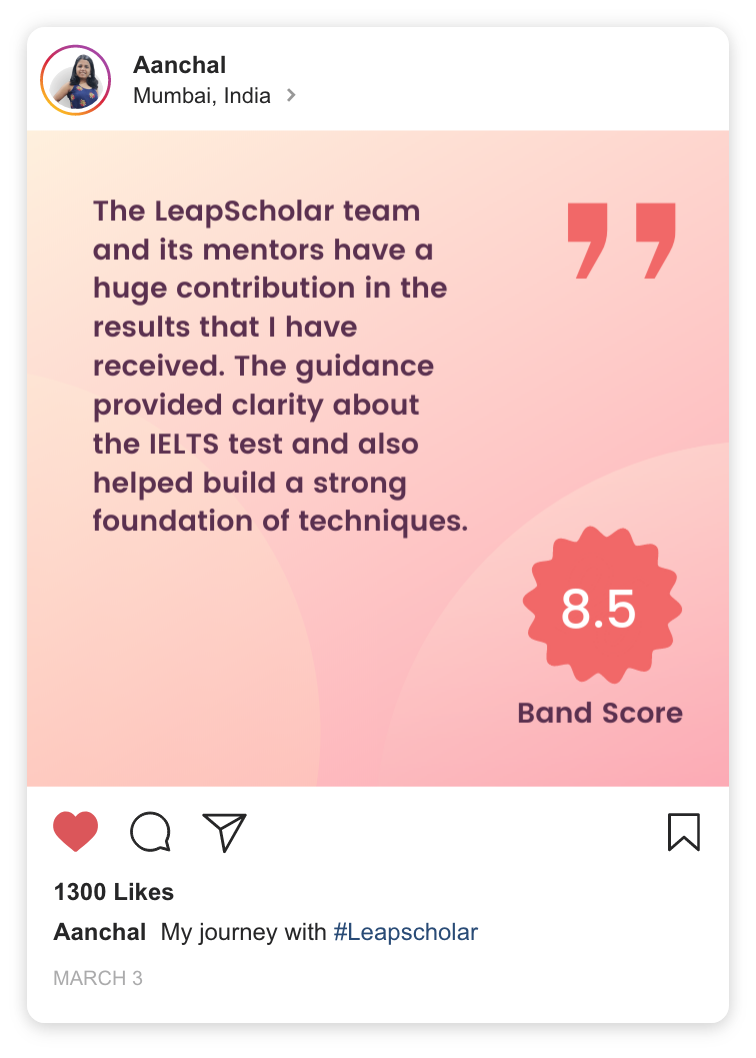 Aanchal
Mumbai, India
The LeapScholar team
and its mentors have a
huge contribution in the
results that I have
received. The guidance
provided clarity about
the IELTS test and also
helped build a strong
foundation of techniques.
8.5
Band Score
1300 Likes
Aanchal My journey with #Leapscholar
MARCH 3